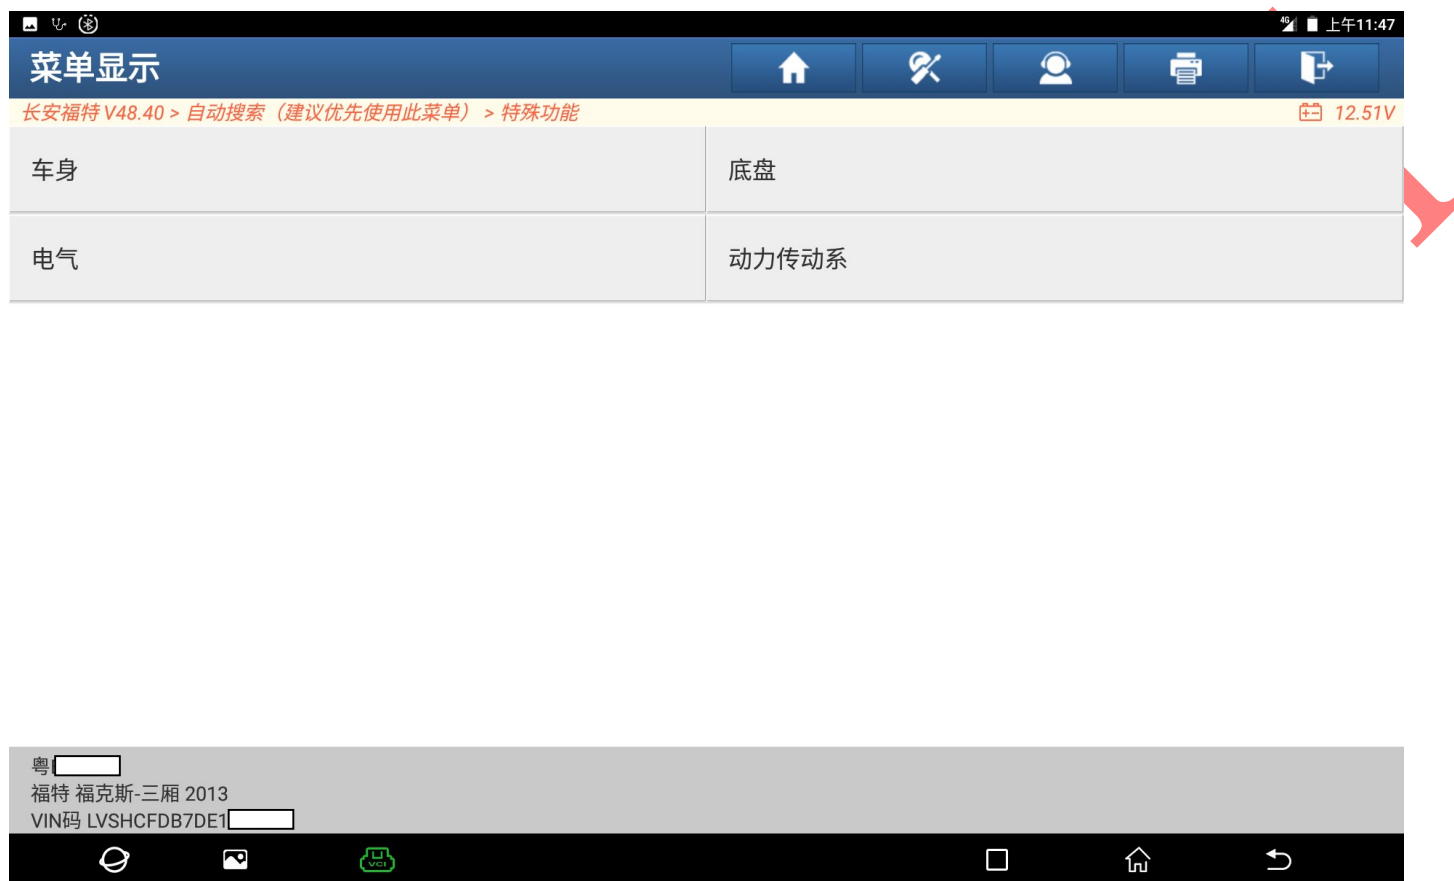 4G 上午11:47
菜单显示
长安福特 V48.40 > 自动搜索（建议优先使用此菜单） > 特殊功能 12.51V
车身 底盘
电气 动力传动系
粤
福特 福克斯-三厢 2013
VIN码 LVSHCFDB7DE1
VCI